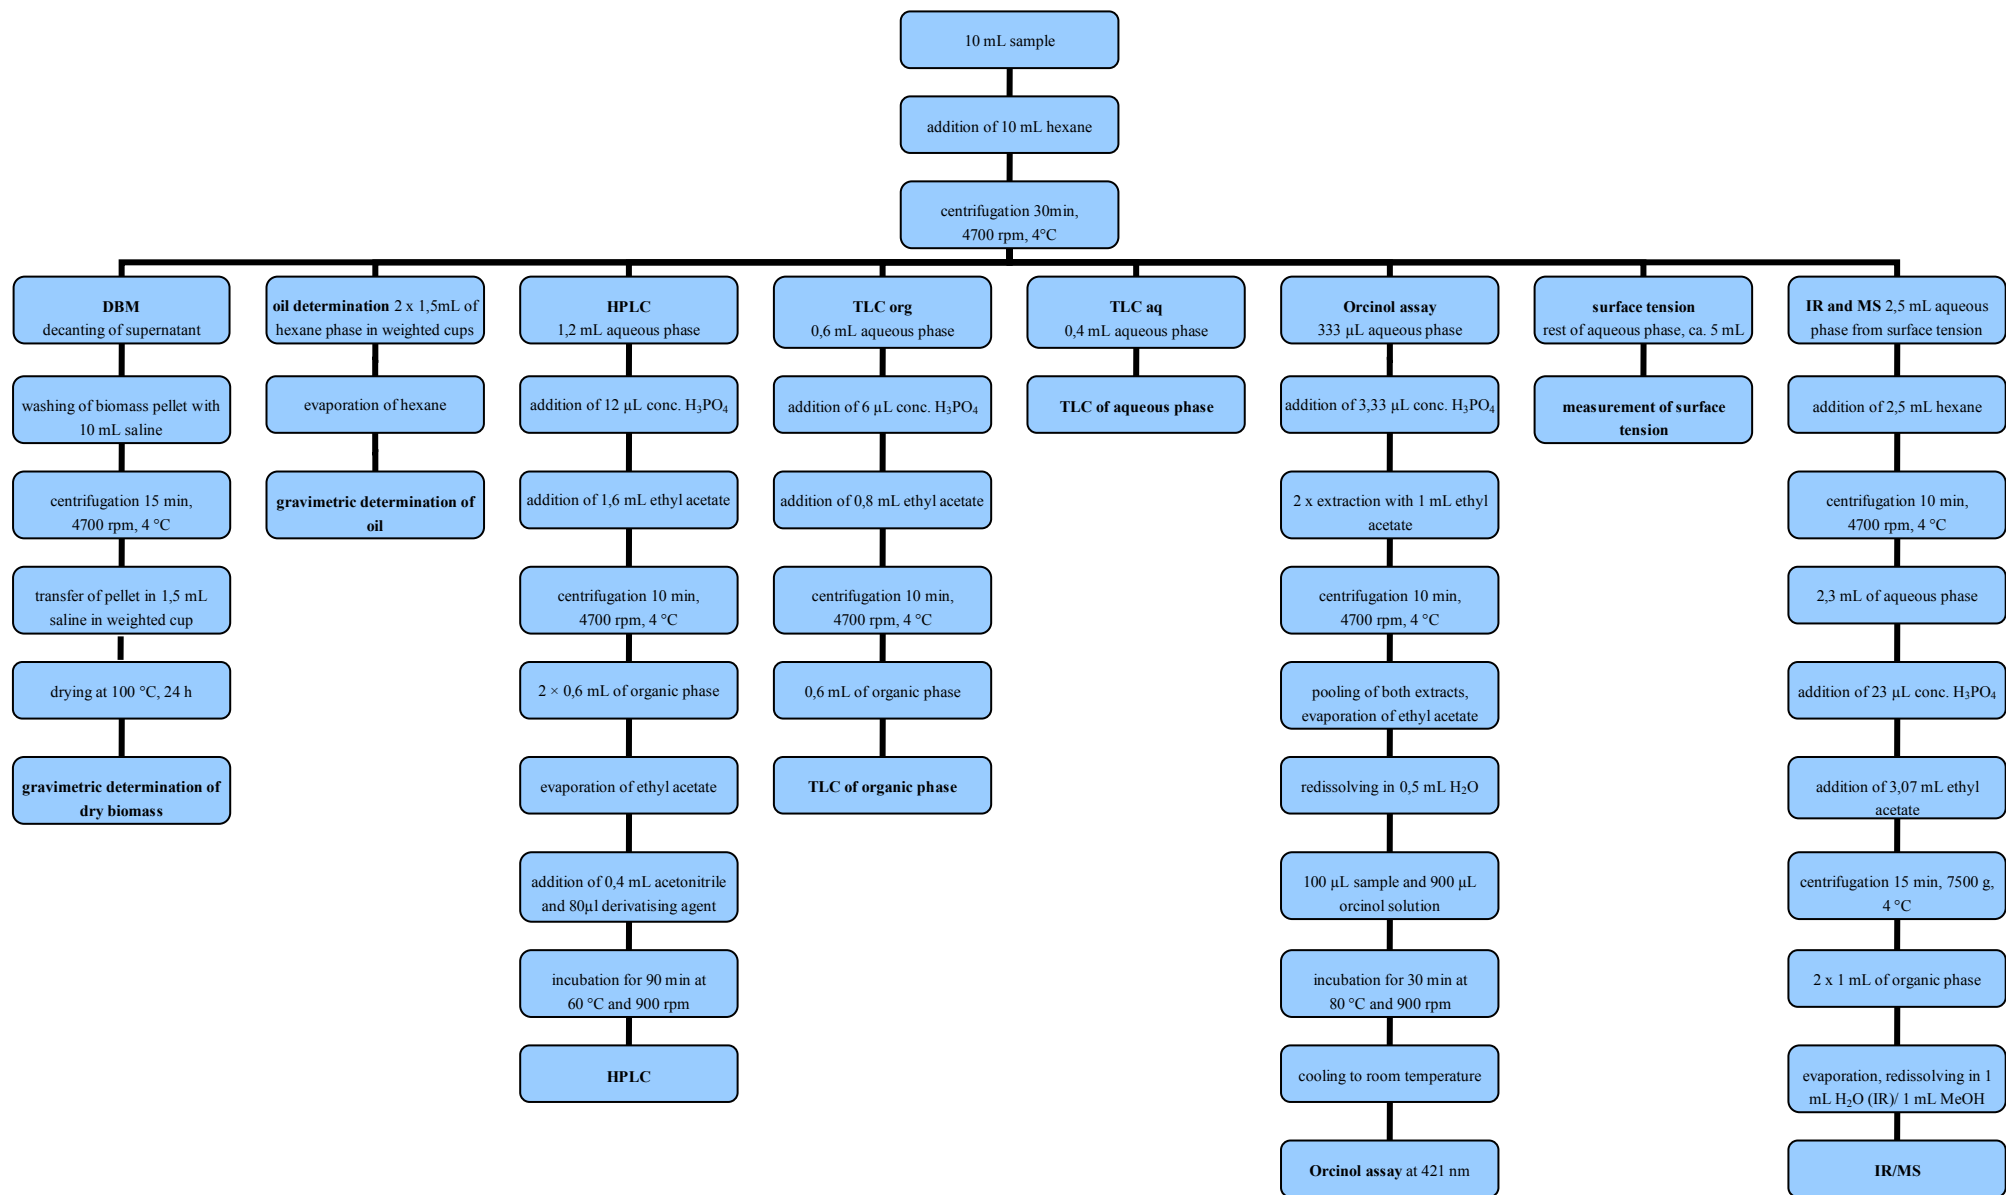 10 mL sample
addition of 10 mL hexane
centrifugation 30min,
4700 rpm, 4°C
DBM
decanting of supernatant
washing of biomass pellet with
10 mL saline
centrifugation 15 min,
4700 rpm, 4 °C
transfer of pellet in 1,5 mL
saline in weighted cup
drying at 100 °C, 24 h
gravimetric determination of
dry biomass
oil determination 2 x 1,5mL of
hexane phase in weighted cups
evaporation of hexane
gravimetric determination of
oil
HPLC
1,2 mL aqueous phase
addition of 12 µL conc. H₃PO₄
addition of 1,6 mL ethyl acetate
centrifugation 10 min,
4700 rpm, 4 °C
2 × 0,6 mL of organic phase
evaporation of ethyl acetate
addition of 0,4 mL acetonitrile
and 80µl derivatising agent
incubation for 90 min at
60 °C and 900 rpm
HPLC
TLC org
0,6 mL aqueous phase
addition of 6 µL conc. H₃PO₄
addition of 0,8 mL ethyl acetate
centrifugation 10 min,
4700 rpm, 4 °C
0,6 mL of organic phase
TLC of organic phase
TLC aq
0,4 mL aqueous phase
TLC of aqueous phase
Orcinol assay
333 µL aqueous phase
addition of 3,33 µL conc. H₃PO₄
2 x extraction with 1 mL ethyl
acetate
centrifugation 10 min,
4700 rpm, 4 °C
pooling of both extracts,
evaporation of ethyl acetate
redissolving in 0,5 mL H₂O
100 µL sample and 900 µL
orcinol solution
incubation for 30 min at
80 °C and 900 rpm
cooling to room temperature
Orcinol assay at 421 nm
surface tension
rest of aqueous phase, ca. 5 mL
measurement of surface
tension
IR and MS 2,5 mL aqueous
phase from surface tension
addition of 2,5 mL hexane
centrifugation 10 min,
4700 rpm, 4 °C
2,3 mL of aqueous phase
addition of 23 µL conc. H₃PO₄
addition of 3,07 mL ethyl
acetate
centrifugation 15 min, 7500 g,
4 °C
2 x 1 mL of organic phase
evaporation, redissolving in 1
mL H₂O (IR)/ 1 mL MeOH
IR/MS